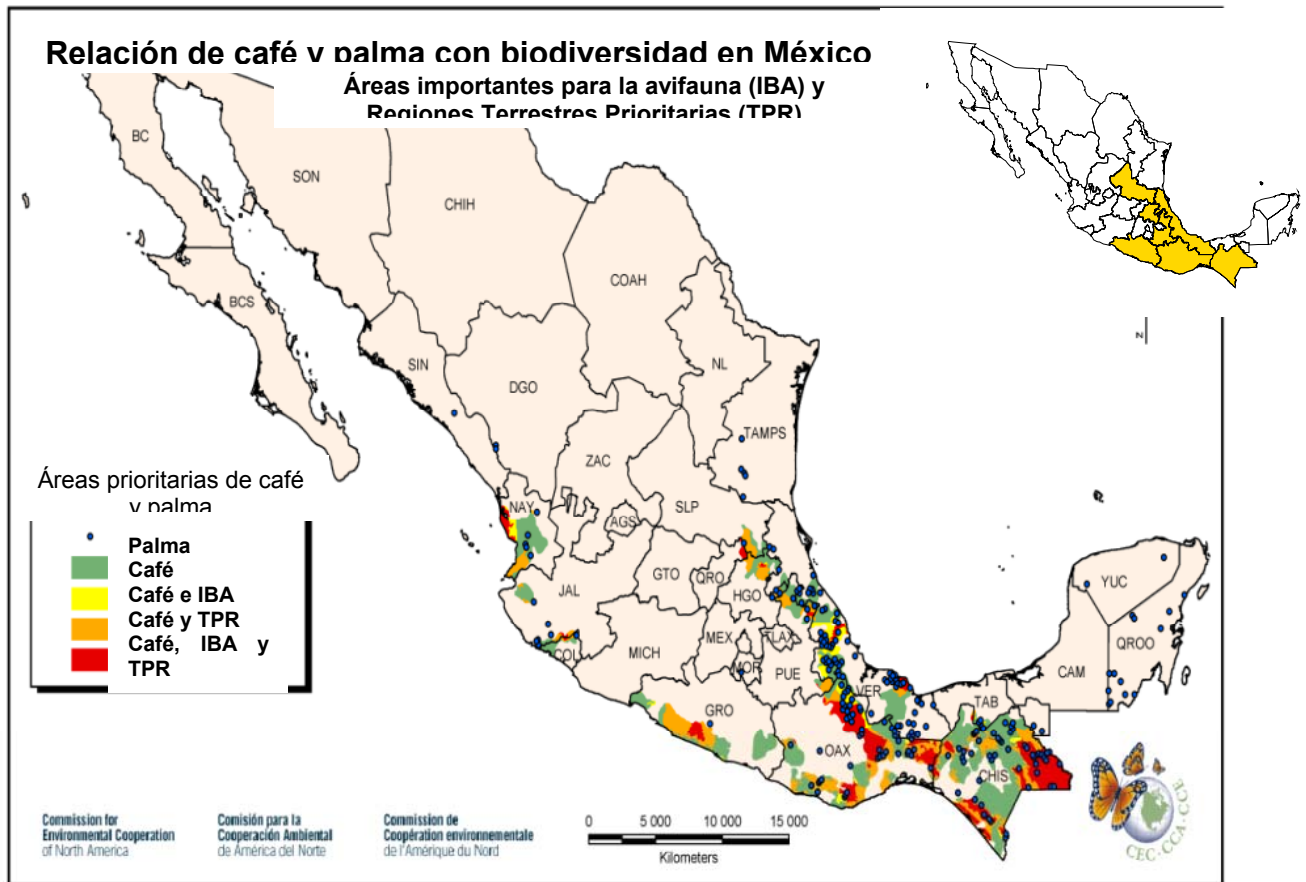 Relación de café y palma con biodiversidad en México
Áreas importantes para la avifauna (IBA) y
Regiones Terrestres Prioritarias (TPR)
BC
SON
CHIH
COAH
BCS
SIN
NL
DGO
TAMPS
ZAC
SLP
NAY
AGS
GTO
QRO
HGO
JAL
YUC
QROO
CAM
MEX
TLAX
MICH
COL
MOR
PUE
VER
TAB
GRO
OAX
CHIS
N
Áreas prioritarias de café
y palma
Palma
Café
Café e IBA
Café y TPR
Café, IBA y
TPR
Commission for
Environmental Cooperation
of North America
Comisión para la
Cooperación Ambiental
de América del Norte
Commission de
Coopération environnementale
de l'Amérique du Nord
0 5 000 10 000 15 000
Kilometers
CEC·CCA·CCE